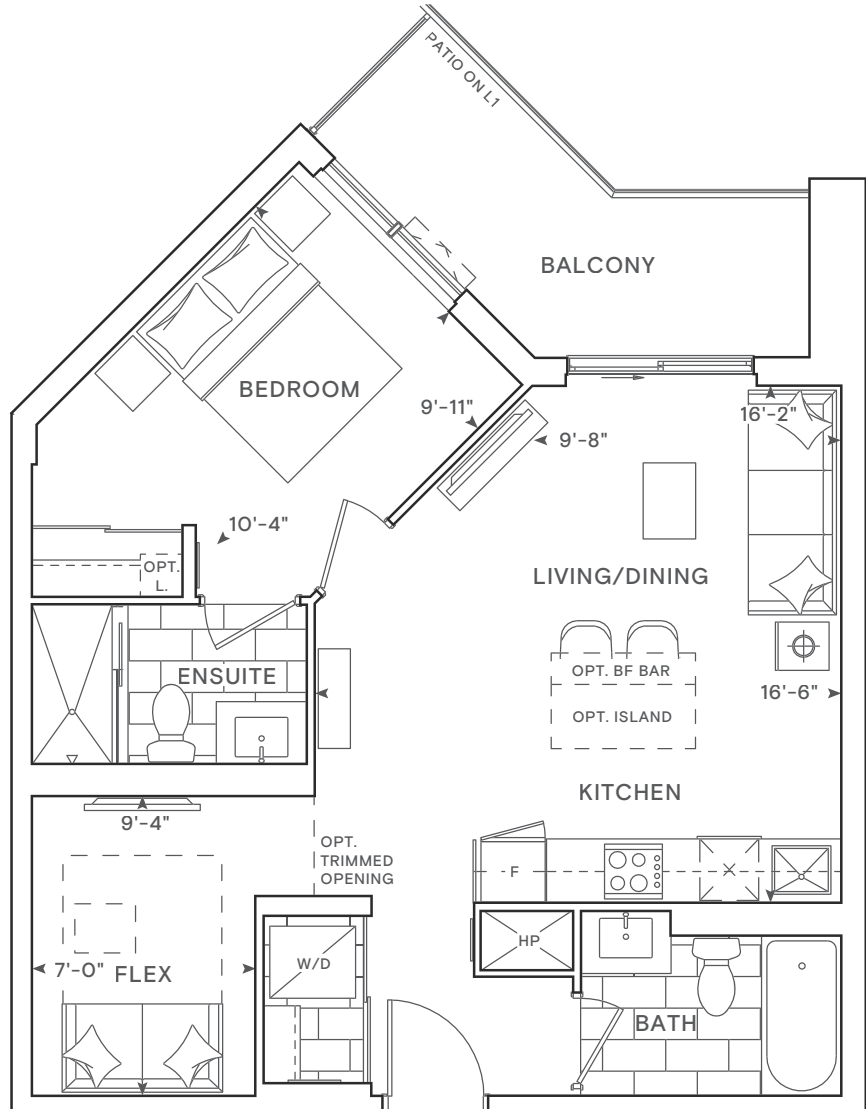 PATIO ON L1
BALCONY
BEDROOM
9'-11"
16'-2"
9'-8"
10'-4"
OPT.
L.
LIVING/DINING
ENSUITE
OPT. BF BAR
16'-6"
OPT. ISLAND
KITCHEN
9'-4"
OPT.
TRIMMED
OPENING
F
HP
W/D
7'-0"
FLEX
BATH